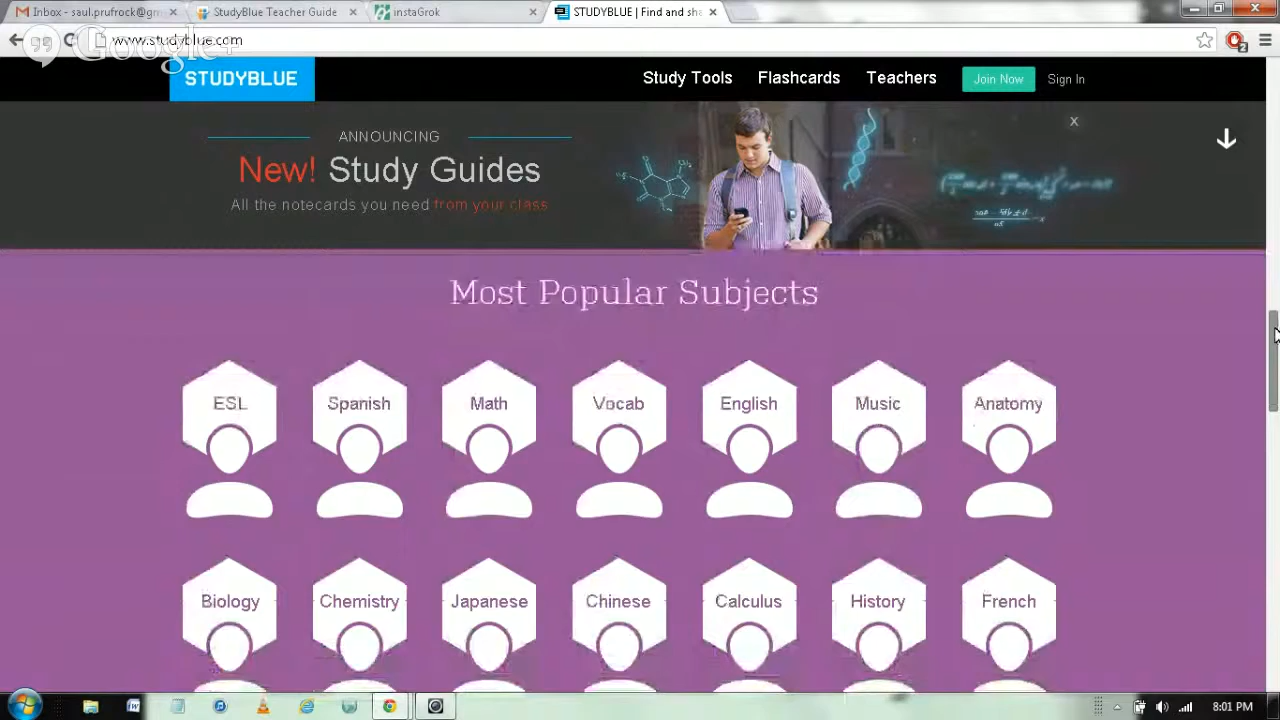 Inbox - saul.prufrock@gm
StudyBlue Teacher Guide
instaGrok
STUDYBLUE | Find and sha
Google+
www.studyblue.com
2
STUDYBLUE
Study Tools
Flashcards
Teachers
Join Now
Sign In
ANNOUNCING
New! Study Guides
All the notecards you need from your class
x
Most Popular Subjects
ESL
Spanish
Math
Vocab
English
Music
Anatomy
Biology
Chemistry
Japanese
Chinese
Calculus
History
French
8:01 PM